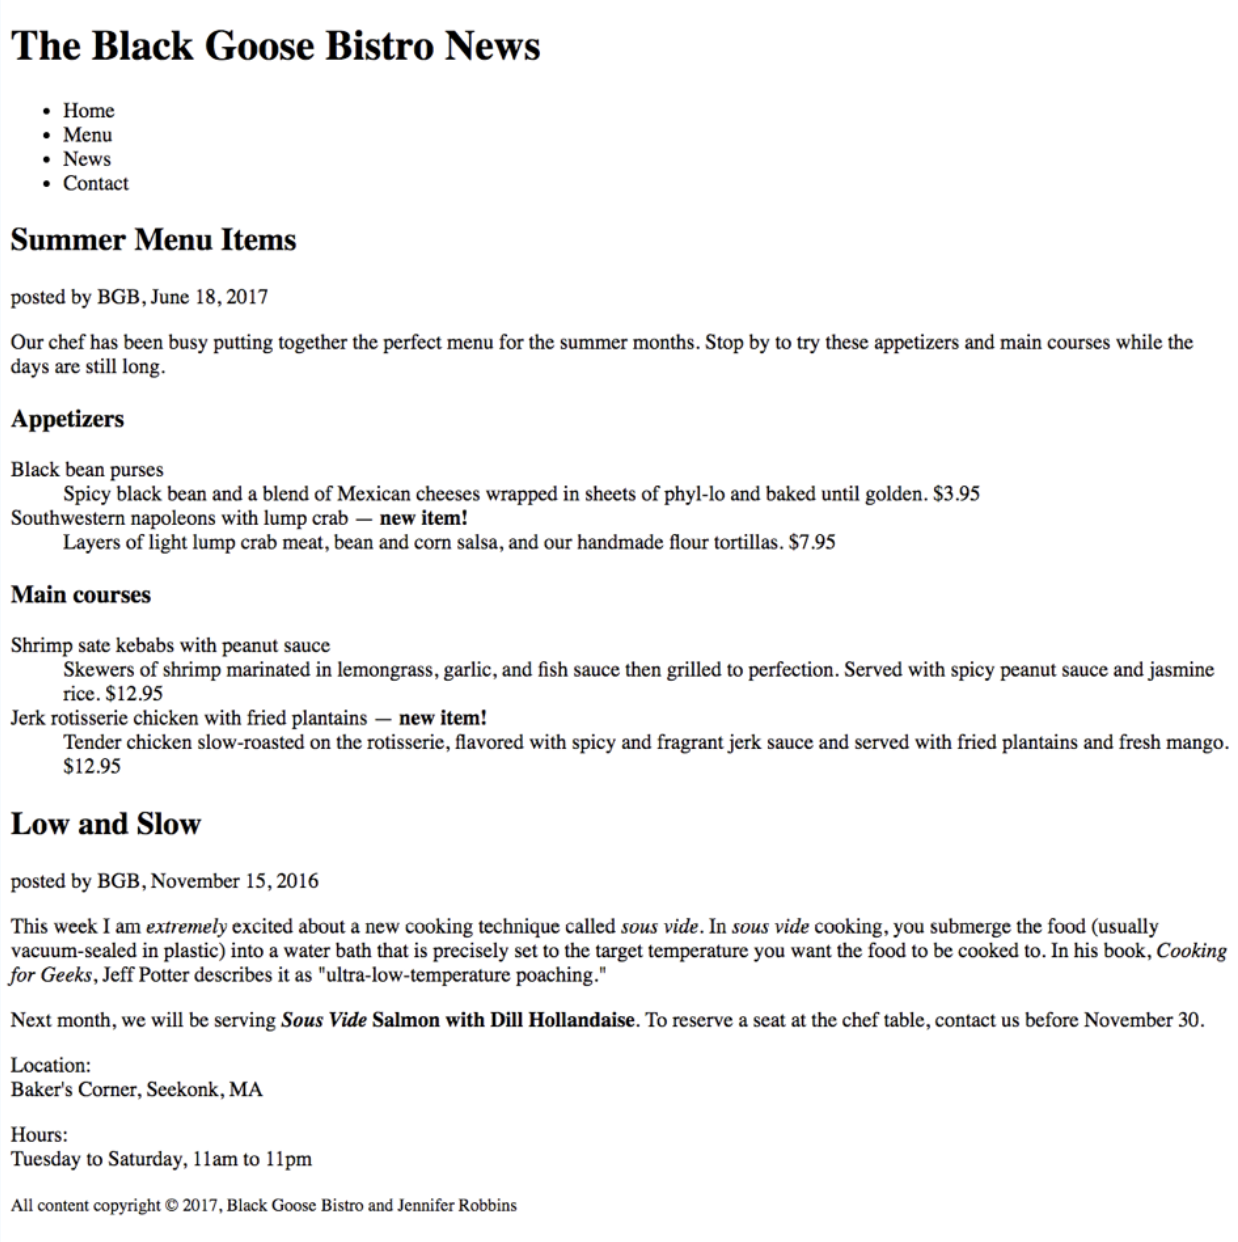 The Black Goose Bistro News
• Home
• Menu
• News
• Contact
Summer Menu Items
posted by BGB, June 18, 2017
Our chef has been busy putting together the perfect menu for the summer months. Stop by to try these appetizers and main courses while the
days are still long.
Appetizers
Black bean purses
Spicy black bean and a blend of Mexican cheeses wrapped in sheets of phyl-lo and baked until golden. $3.95
Southwestern napoleons with lump crab — new item!
Layers of light lump crab meat, bean and corn salsa, and our handmade flour tortillas. $7.95
Main courses
Shrimp sate kebabs with peanut sauce
Skewers of shrimp marinated in lemongrass, garlic, and fish sauce then grilled to perfection. Served with spicy peanut sauce and jasmine
rice. $12.95
Jerk rotisserie chicken with fried plantains — new item!
Tender chicken slow-roasted on the rotisserie, flavored with spicy and fragrant jerk sauce and served with fried plantains and fresh mango.
$12.95
Low and Slow
posted by BGB, November 15, 2016
This week I am extremely excited about a new cooking technique called sous vide. In sous vide cooking, you submerge the food (usually
vacuum-sealed in plastic) into a water bath that is precisely set to the target temperature you want the food to be cooked to. In his book, Cooking
for Geeks, Jeff Potter describes it as "ultra-low-temperature poaching."
Next month, we will be serving Sous Vide Salmon with Dill Hollandaise. To reserve a seat at the chef table, contact us before November 30.
Location:
Baker's Corner, Seekonk, MA
Hours:
Tuesday to Saturday, 11am to 11pm
All content copyright © 2017, Black Goose Bistro and Jennifer Robbins